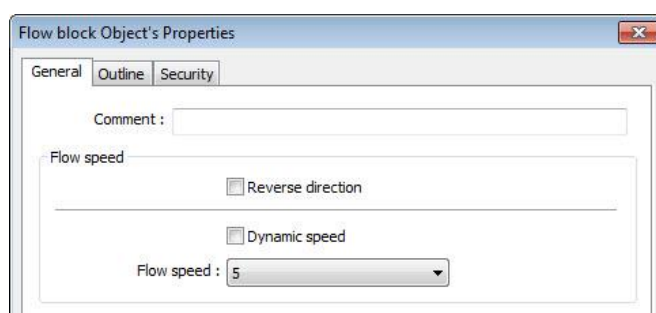 Flow block Object's Properties
General Outline Security
Comment :
Flow speed
Reverse direction
Dynamic speed
Flow speed : 5